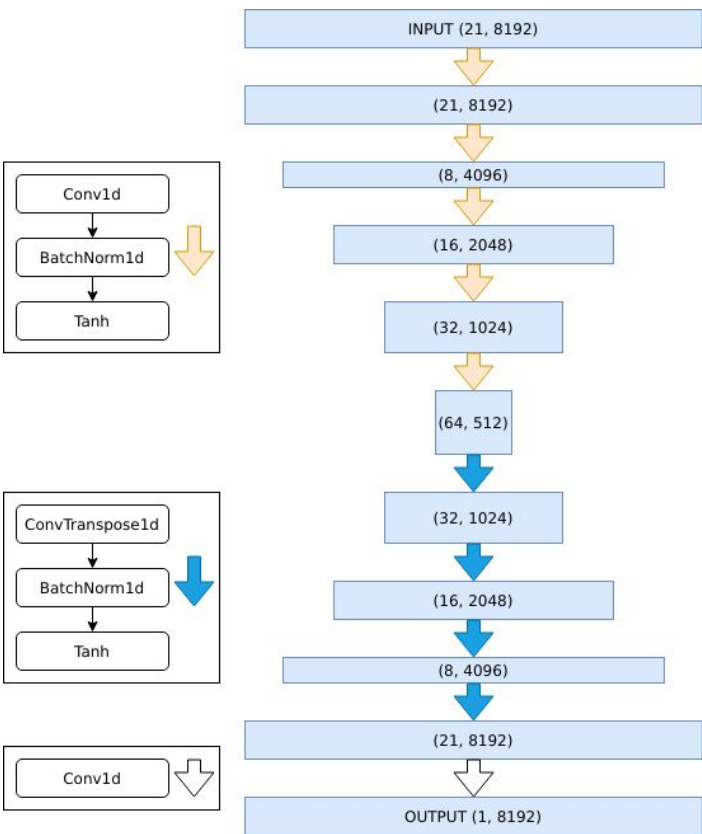 INPUT (21, 8192)
(21, 8192)
(8, 4096)
(16, 2048)
(32, 1024)
(64, 512)
(32, 1024)
(16, 2048)
(8, 4096)
(21, 8192)
OUTPUT (1, 8192)
Conv1d
BatchNorm1d
Tanh
ConvTranspose1d
BatchNorm1d
Tanh
Conv1d